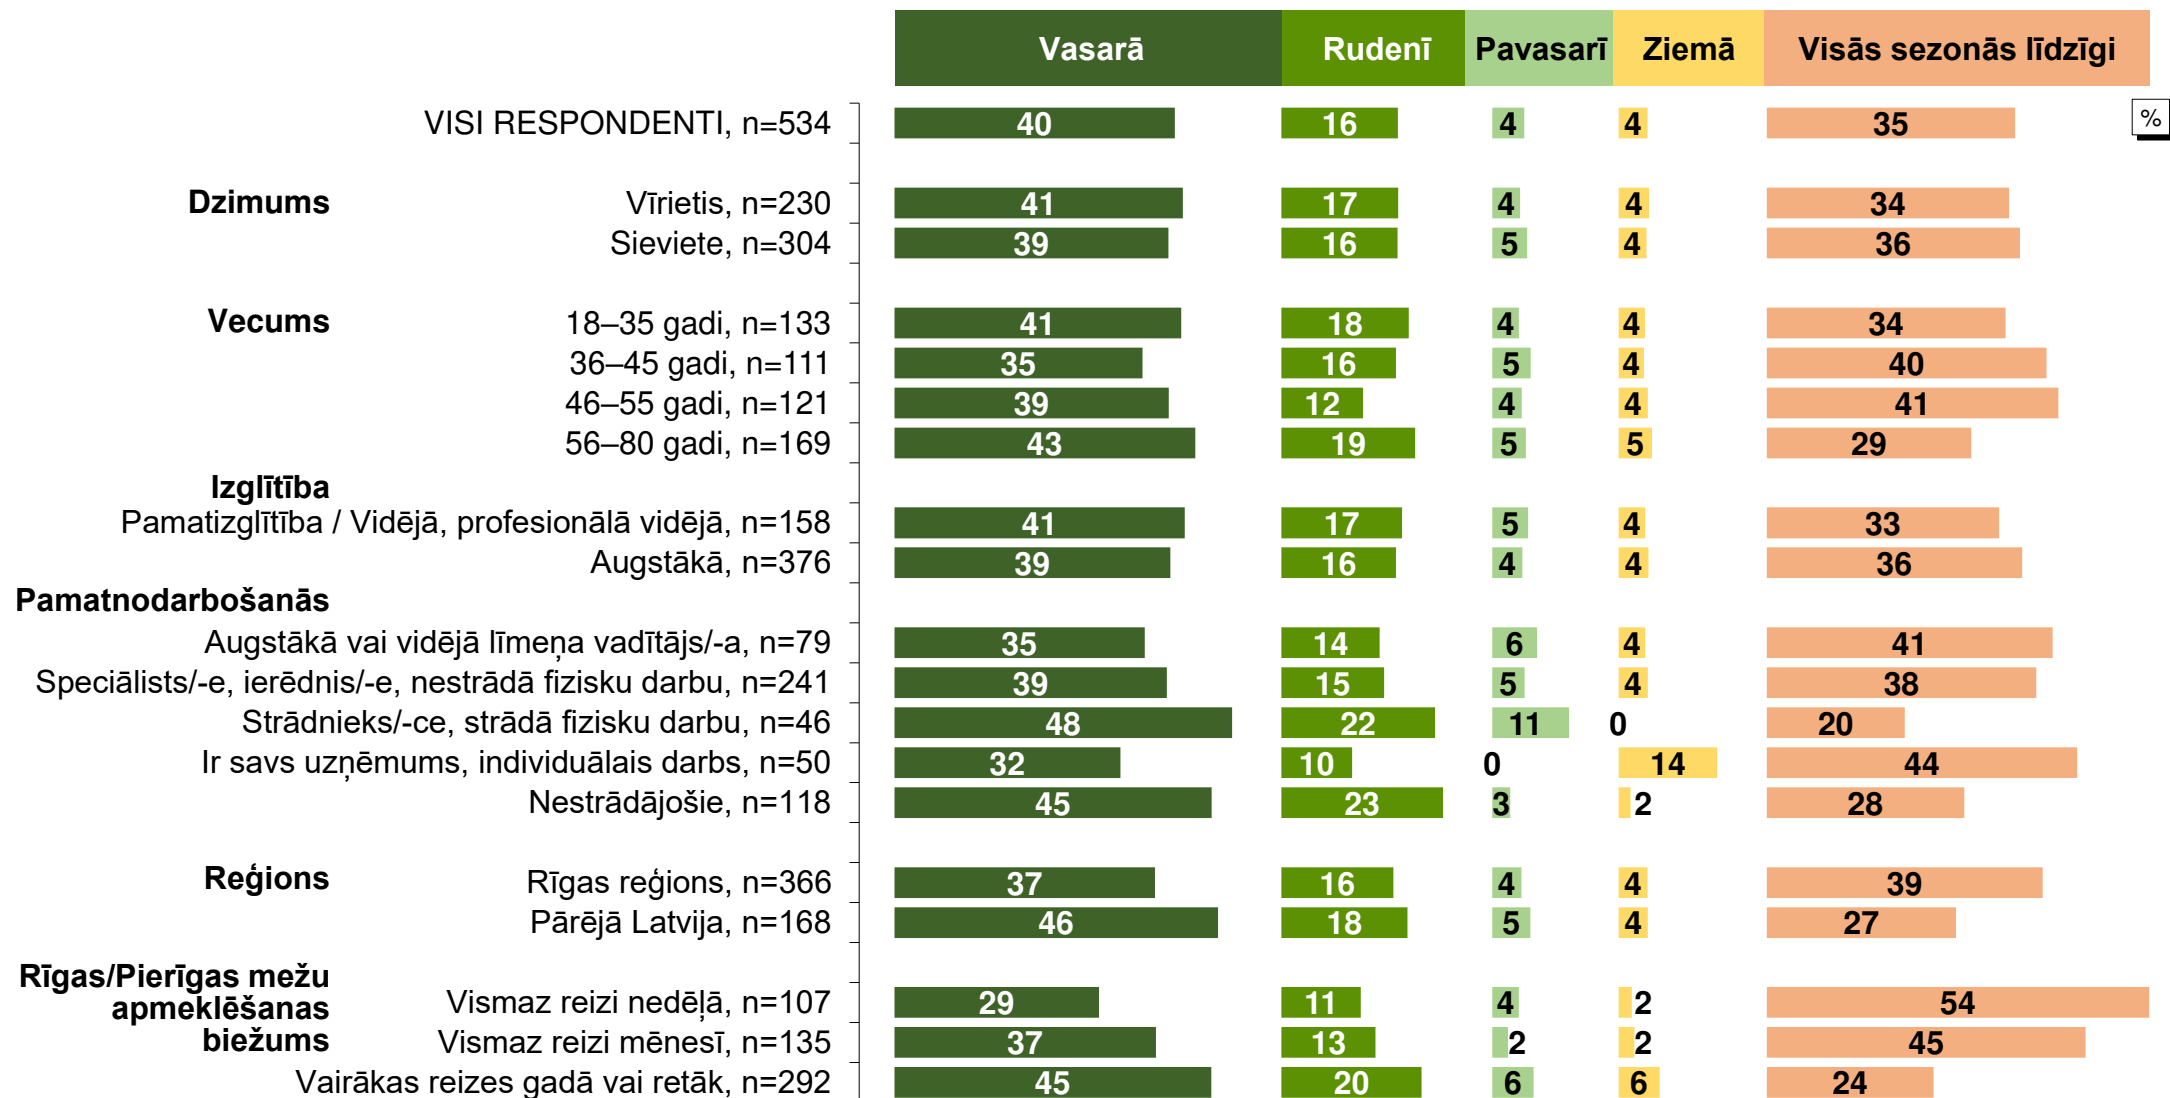 Vasarā Rudenī Pavasarī Ziemā Visās sezonās līdzīgi
%
VISI RESPONDENTI, n=534 40 16 4 4 35
Dzimums Vīrietis, n=230 41 17 4 4 34
Sieviete, n=304 39 16 5 4 36
Vecums 18–35 gadi, n=133 41 18 4 4 34
36–45 gadi, n=111 35 16 5 4 40
46–55 gadi, n=121 39 12 4 4 41
56–80 gadi, n=169 43 19 5 5 29
Izglītība
Pamatizglītība / Vidējā, profesionālā vidējā, n=158 41 17 5 4 33
Augstākā, n=376 39 16 4 4 36
Pamatnodarbošanās
Augstākā vai vidējā līmeņa vadītājs/-a, n=79 35 14 6 4 41
Speciālists/-e, ierēdnis/-e, nestrādā fizisku darbu, n=241 39 15 5 4 38
Strādnieks/-ce, strādā fizisku darbu, n=46 48 22 11 0 20
Ir savs uzņēmums, individuālais darbs, n=50 32 10 0 14 44
Nestrādājošie, n=118 45 23 3 2 28
Reģions Rīgas reģions, n=366 37 16 4 4 39
Pārējā Latvija, n=168 46 18 5 4 27
Rīgas/Pierīgas mežu
apmeklēšanas
biežums
Vismaz reizi nedēļā, n=107 29 11 4 2 54
Vismaz reizi mēnesī, n=135 37 13 2 2 45
Vairākas reizes gadā vai retāk, n=292 45 20 6 6 24